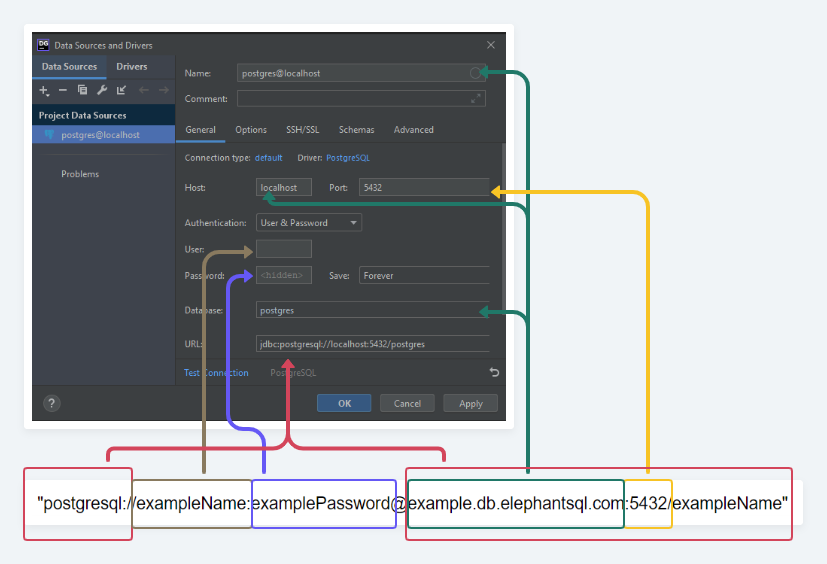 DG Data Sources and Drivers
Data Sources Drivers
Name: postgres@localhost
Comment:
Project Data Sources
postgres@localhost
Problems
General Options SSH/SSL Schemas Advanced
Connection type: default Driver: PostgreSQL
Host: localhost Port: 5432
Authentication: User & Password
User:
Password: <hidden> Save: Forever
Database: postgres
URL: jdbc:postgresql://localhost:5432/postgres
Test Connection PostgreSQL
? OK Cancel Apply
"postgresql://exampleName:examplePassword@example.db.elephantsql.com:5432/exampleName"